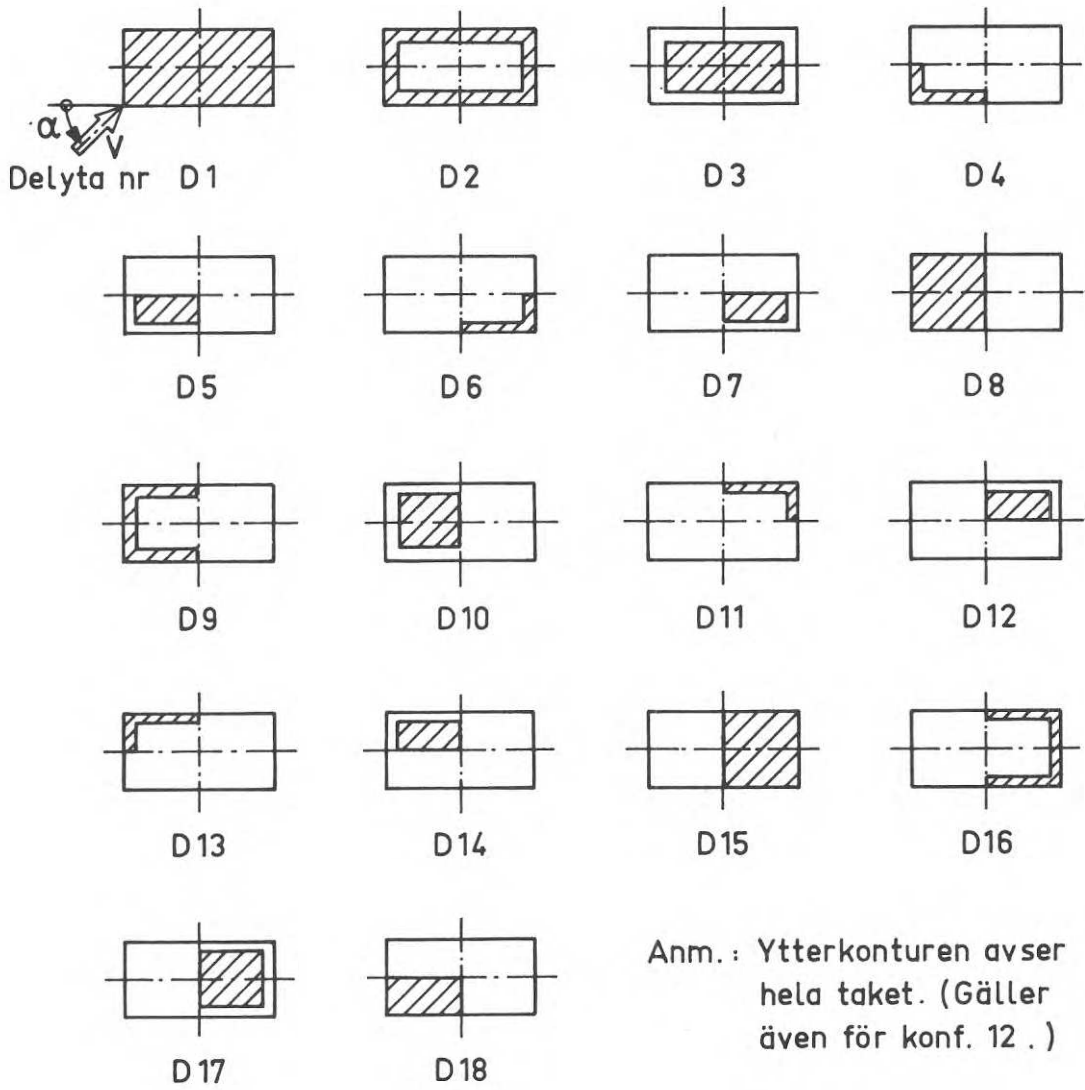 α
V
Delyta nr D1
D2
D3
D4
D5
D6
D7
D8
D9
D10
D11
D12
D13
D14
D15
D16
D17
D18
Anm. : Ytterkonturen avser
hela taket. (Gäller
även för konf. 12 . )